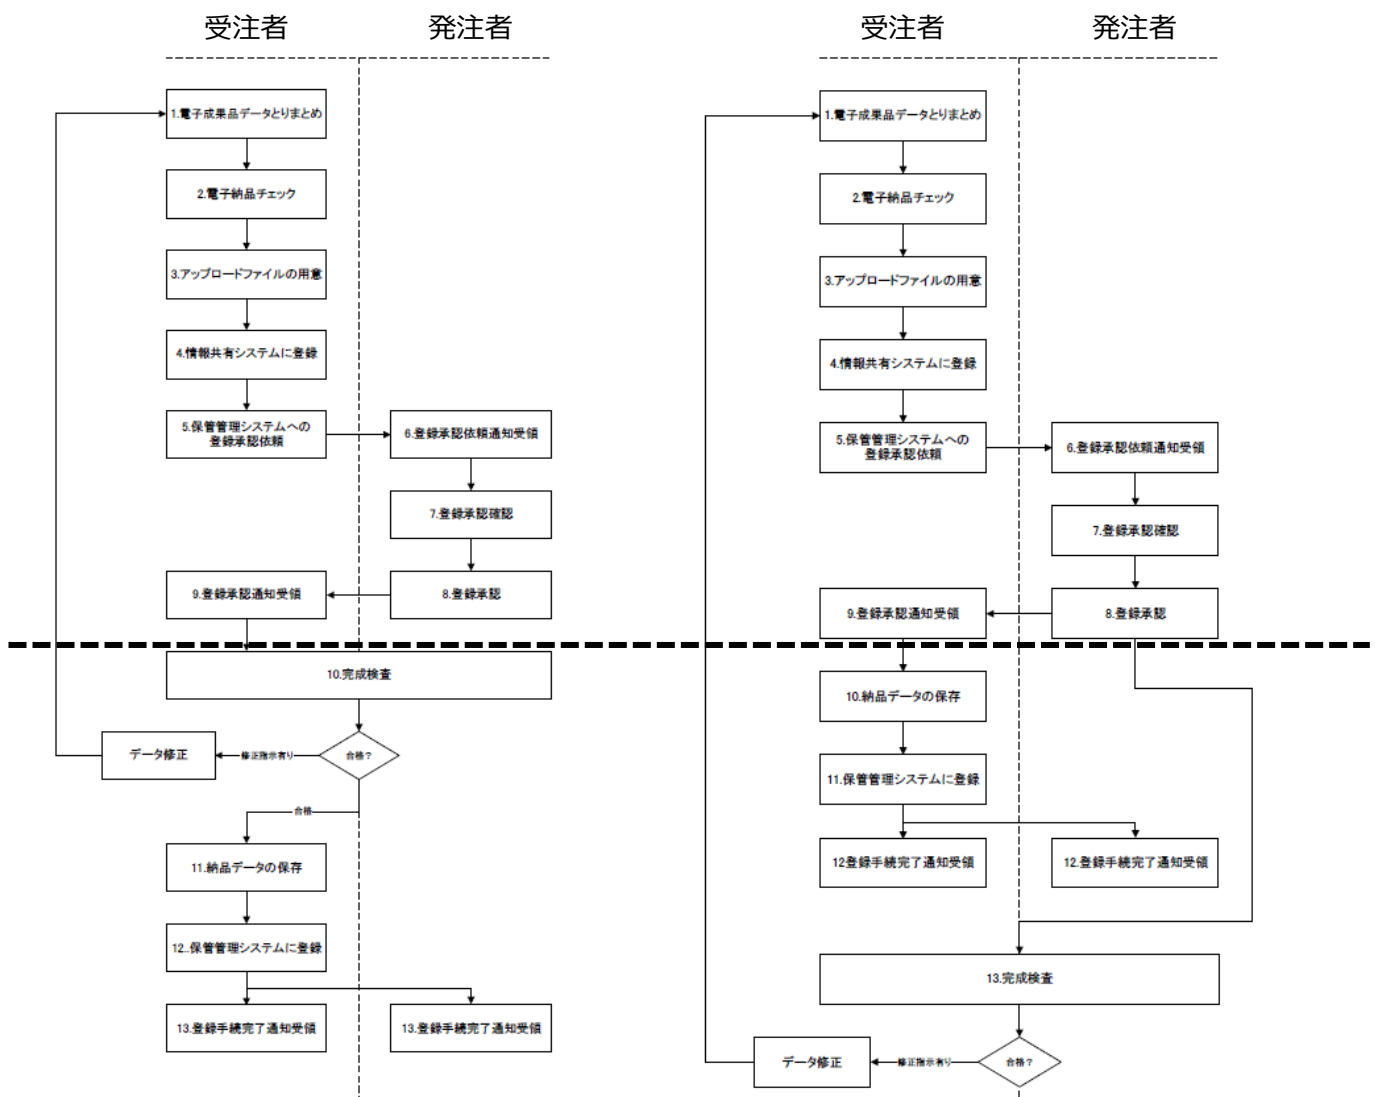 受注者
発注者
1.電子成果品データとりまとめ
2.電子納品チェック
3.アップロードファイルの用意
4.情報共有システムに登録
5.保管管理システムへの
登録承認依頼
6.登録承認依頼通知受領
7.登録承認確認
8.登録承認
9.登録承認通知受領
10.完成検査
合格？
修正指示有り
データ修正
合格
11.納品データの保存
12..保管管理システムに登録
13.登録手続完了通知受領
13.登録手続完了通知受領
受注者
発注者
1.電子成果品データとりまとめ
2.電子納品チェック
3.アップロードファイルの用意
4.情報共有システムに登録
5.保管管理システムへの
登録承認依頼
6.登録承認依頼通知受領
7.登録承認確認
8.登録承認
9.登録承認通知受領
10.納品データの保存
11.保管管理システムに登録
12登録手続完了通知受領
12.登録手続完了通知受領
13.完成検査
合格？
修正指示有り
データ修正